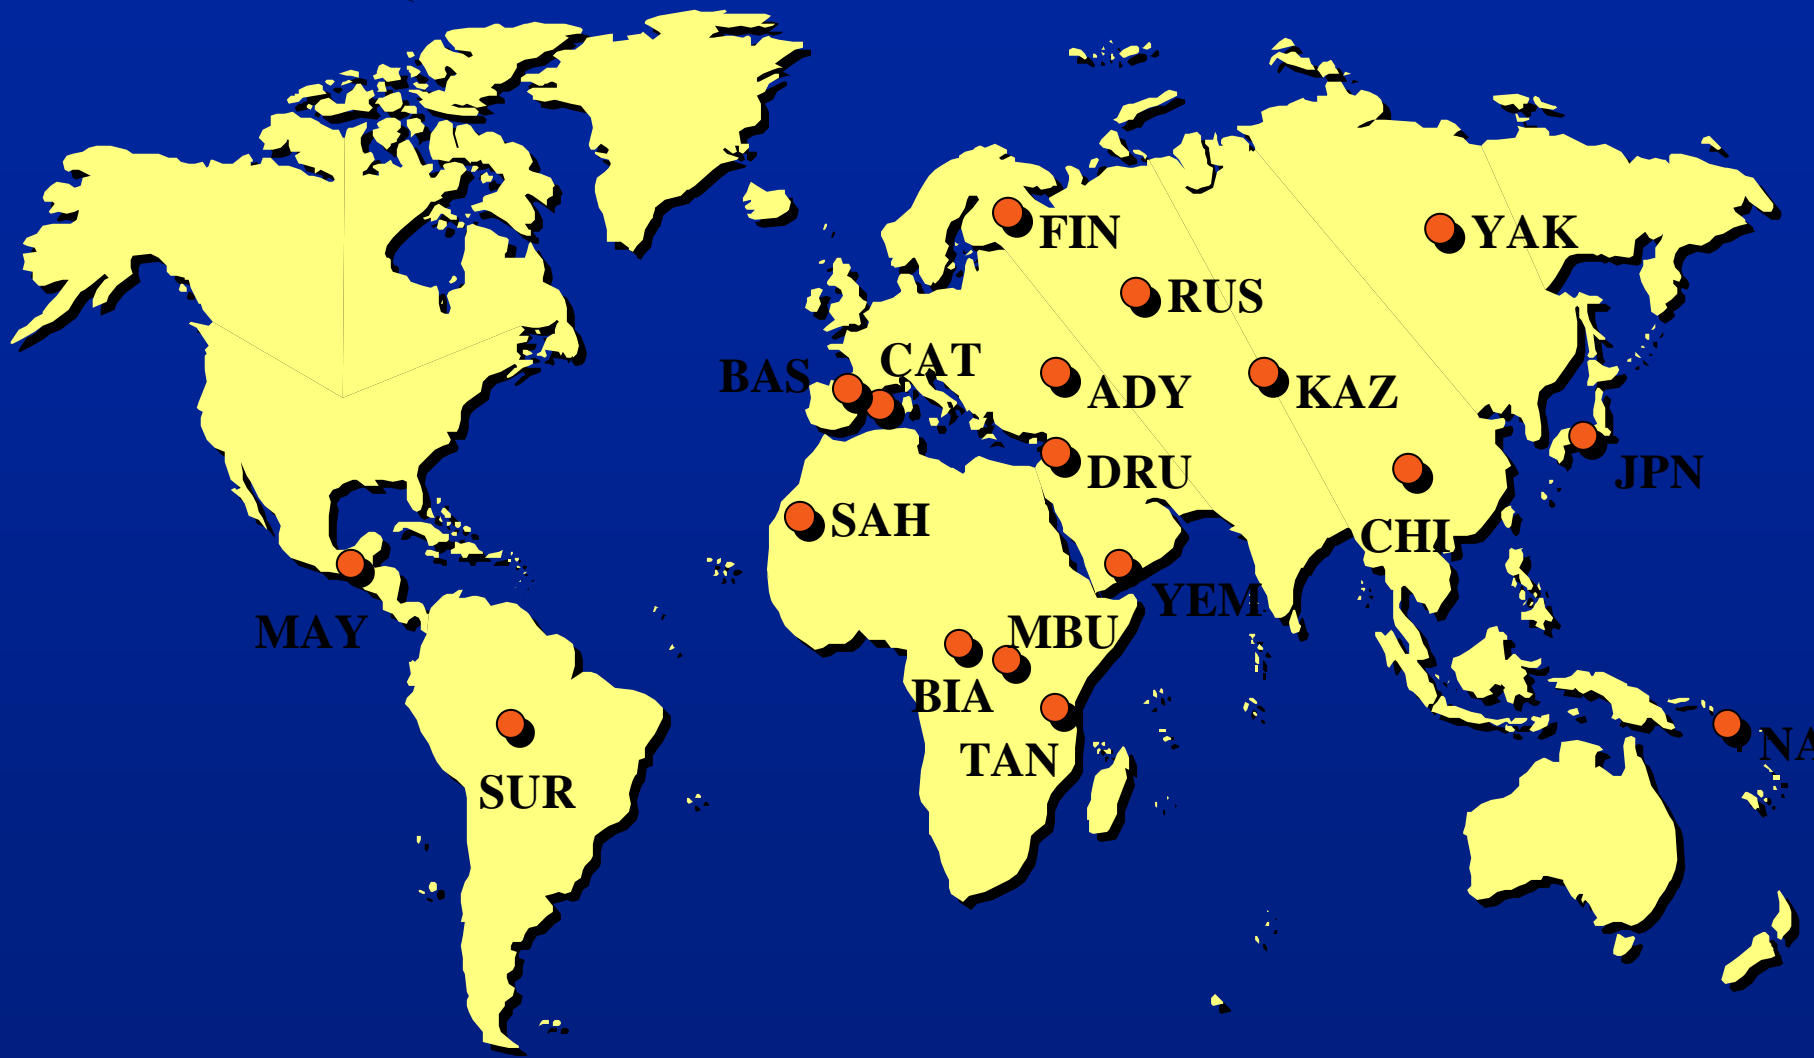 FIN
YAK
RUS
CAT
BAS
ADY
KAZ
DRU
JPN
SAH
CHI
YEM
MAY
MBU
BIA
TAN
SUR